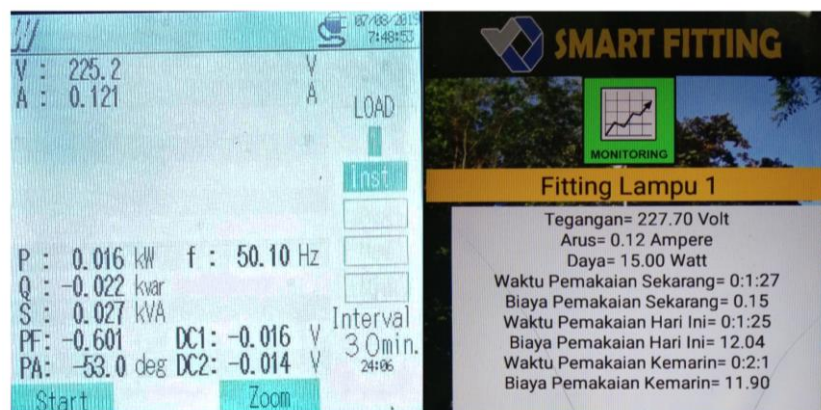 W
07/08/2019
7:48:53
V : 225.2 V
A : 0.121 A
LOAD
Inst
P : 0.016 kW f : 50.10 Hz
Q : -0.022 kvar
S : 0.027 kVA
PF: -0.601 DC1: -0.016 V
PA: -53.0 deg DC2: -0.014 V
Interval
30min.
24:06
Start Zoom
SMART FITTING
MONITORING
Fitting Lampu 1
Tegangan= 227.70 Volt
Arus= 0.12 Ampere
Daya= 15.00 Watt
Waktu Pemakaian Sekarang= 0:1:27
Biaya Pemakaian Sekarang= 0.15
Waktu Pemakaian Hari Ini= 0:1:25
Biaya Pemakaian Hari Ini= 12.04
Waktu Pemakaian Kemarin= 0:2:1
Biaya Pemakaian Kemarin= 11.90